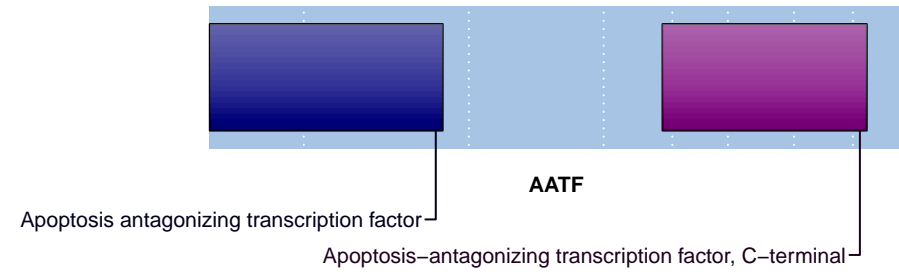 AATF
Apoptosis antagonizing transcription factor
Apoptosis−antagonizing transcription factor, C−terminal